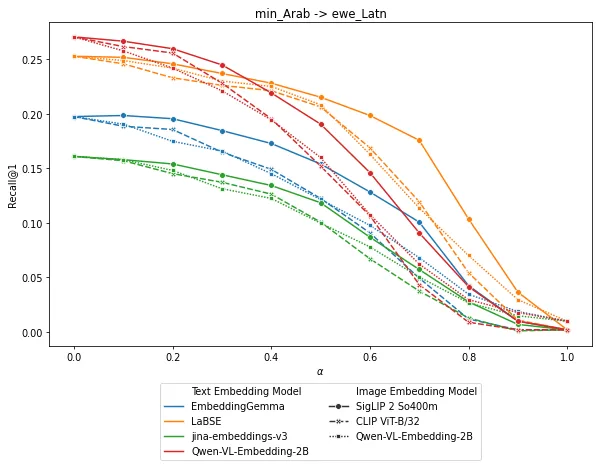 min_Arab -> ewe_Latn
Recall@1
0.25
0.20
0.15
0.10
0.05
0.00
0.0 0.2 0.4 0.6 0.8 1.0
α
Text Embedding Model Image Embedding Model
EmbeddingGemma SigLIP 2 So400m
LaBSE CLIP ViT-B/32
jina-embeddings-v3 Qwen-VL-Embedding-2B
Qwen-VL-Embedding-2B